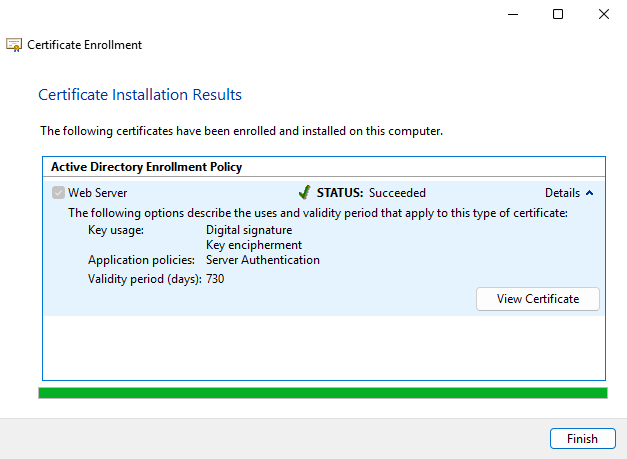 Certificate Enrollment
Certificate Installation Results
The following certificates have been enrolled and installed on this computer.
Active Directory Enrollment Policy
Web Server STATUS: Succeeded Details
The following options describe the uses and validity period that apply to this type of certificate:
Key usage: Digital signature
Key encipherment
Application policies: Server Authentication
Validity period (days): 730
View Certificate
Finish